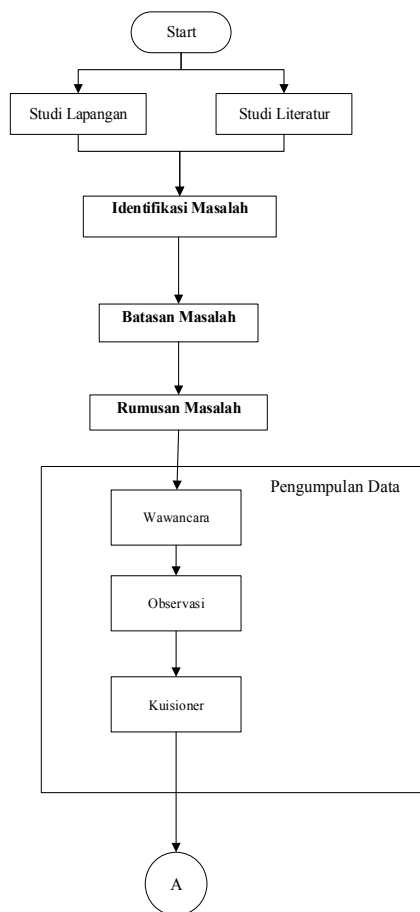 Start
Studi Lapangan
Studi Literatur
Identifikasi Masalah
Batasan Masalah
Rumusan Masalah
Pengumpulan Data
Wawancara
Observasi
Kuisioner
A